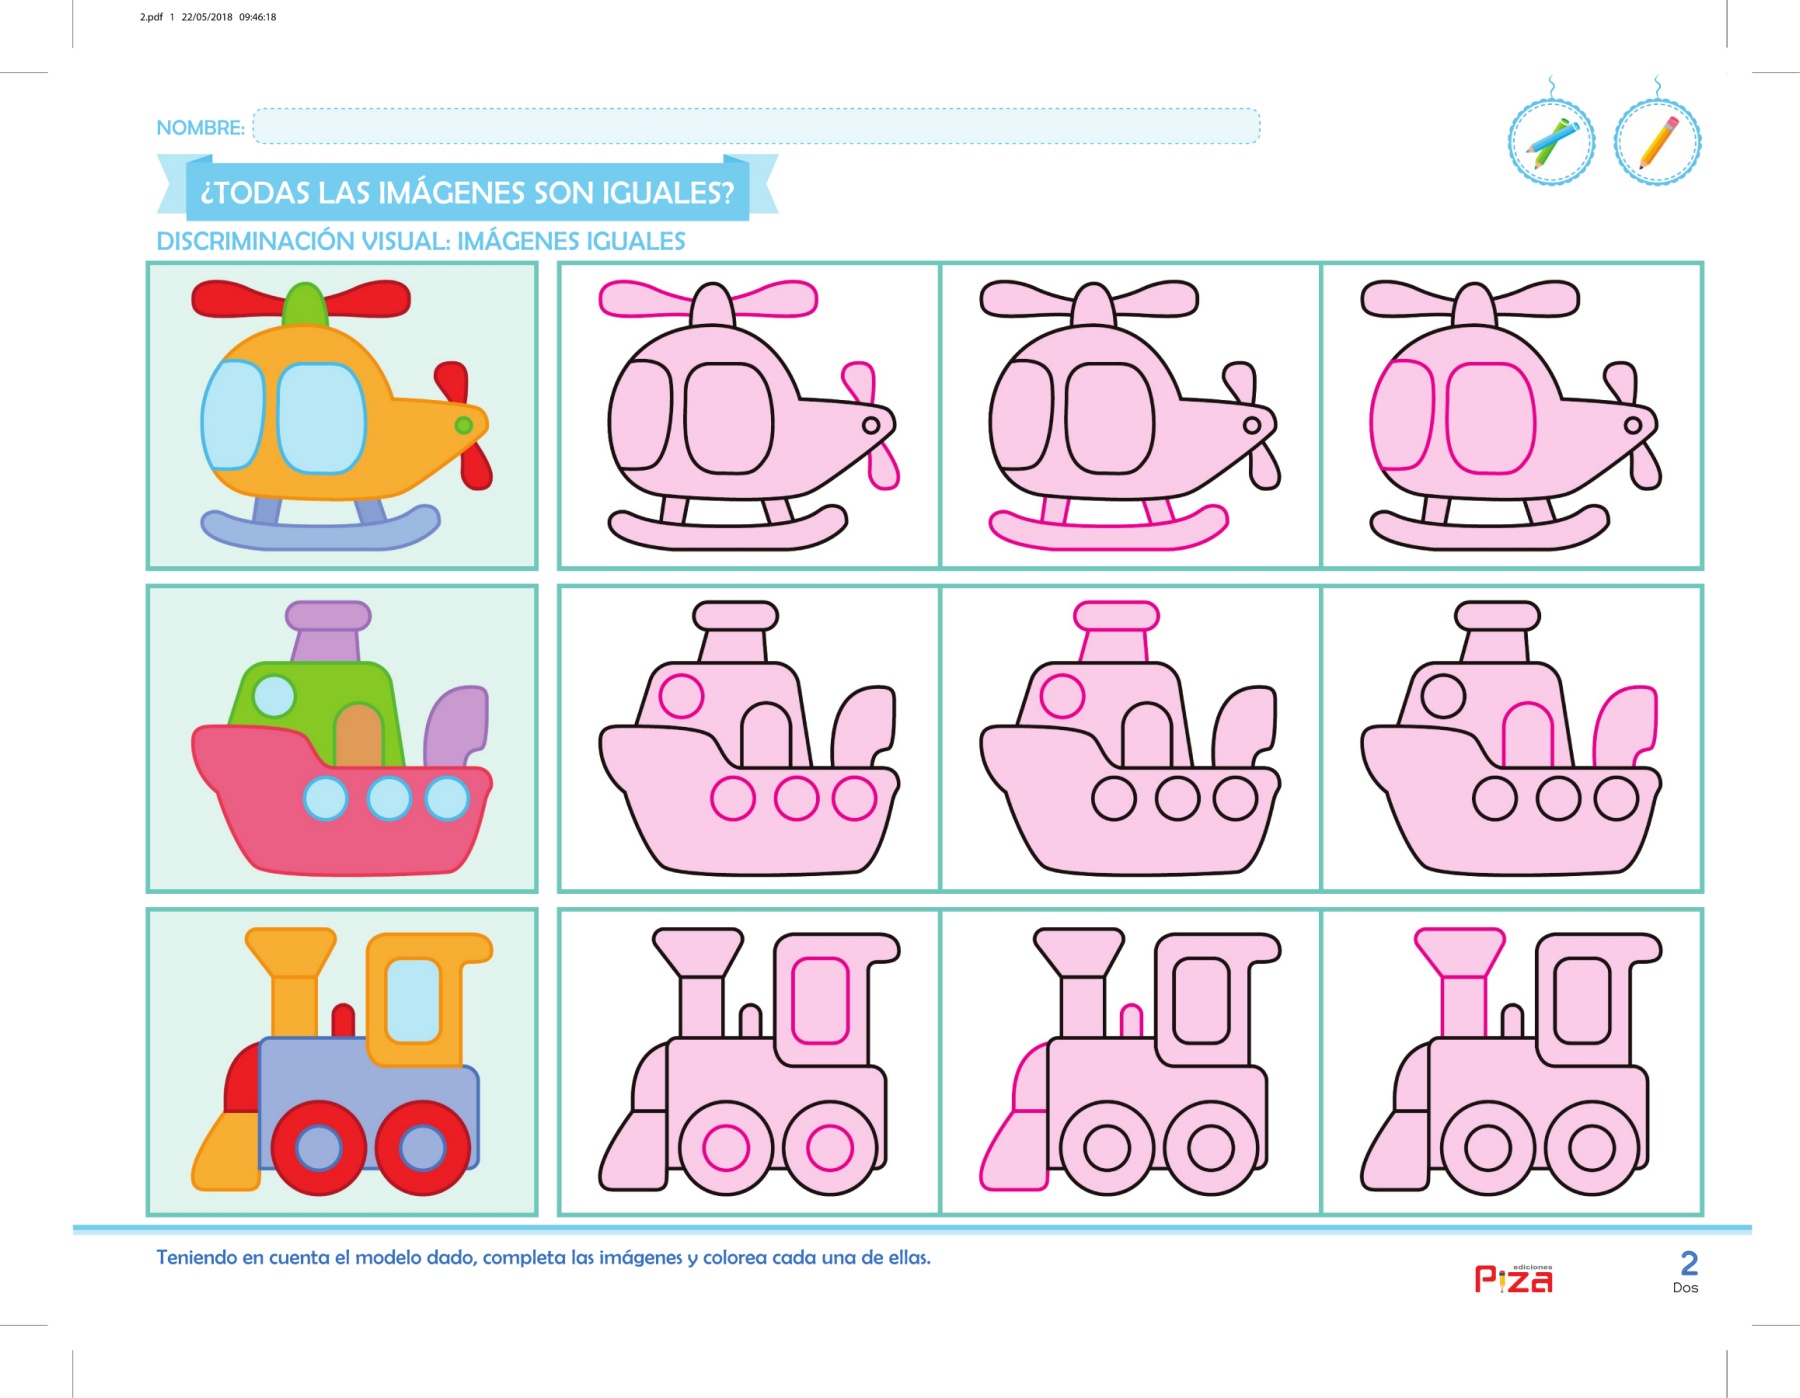 2.pdf 1 22/05/2018 09:46:18
NOMBRE:
¿TODAS LAS IMÁGENES SON IGUALES?
DISCRIMINACIÓN VISUAL: IMÁGENES IGUALES
Teniendo en cuenta el modelo dado, completa las imágenes y colorea cada una de ellas.
ediciones
Piza
2
Dos